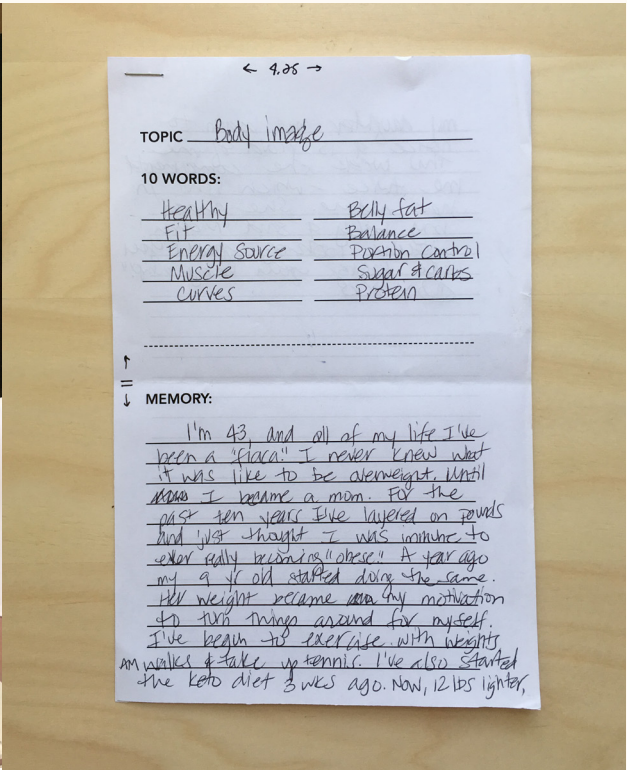 ← 4.25 →
TOPIC Body image
10 WORDS:
Healthy Belly fat
Fit Balance
Energy Source Portion Control
Muscle Sugar & carbs
curves Protein
↑
=
↓
MEMORY:
I'm 43, and all of my life I've
been a "flaca." I never knew what
it was like to be overweight. Until
I became a mom. For the
past ten years I've layered on pounds
and just thought I was immune to
ever really becoming "obese." A year ago
my 9 yr old started doing the same.
Her weight became my motivation
to turn things around for myself.
I've begun to exercise with weights
AM walks & take up tennis. I've also started
the keto diet 3 wks ago. Now, 12 lbs lighter,